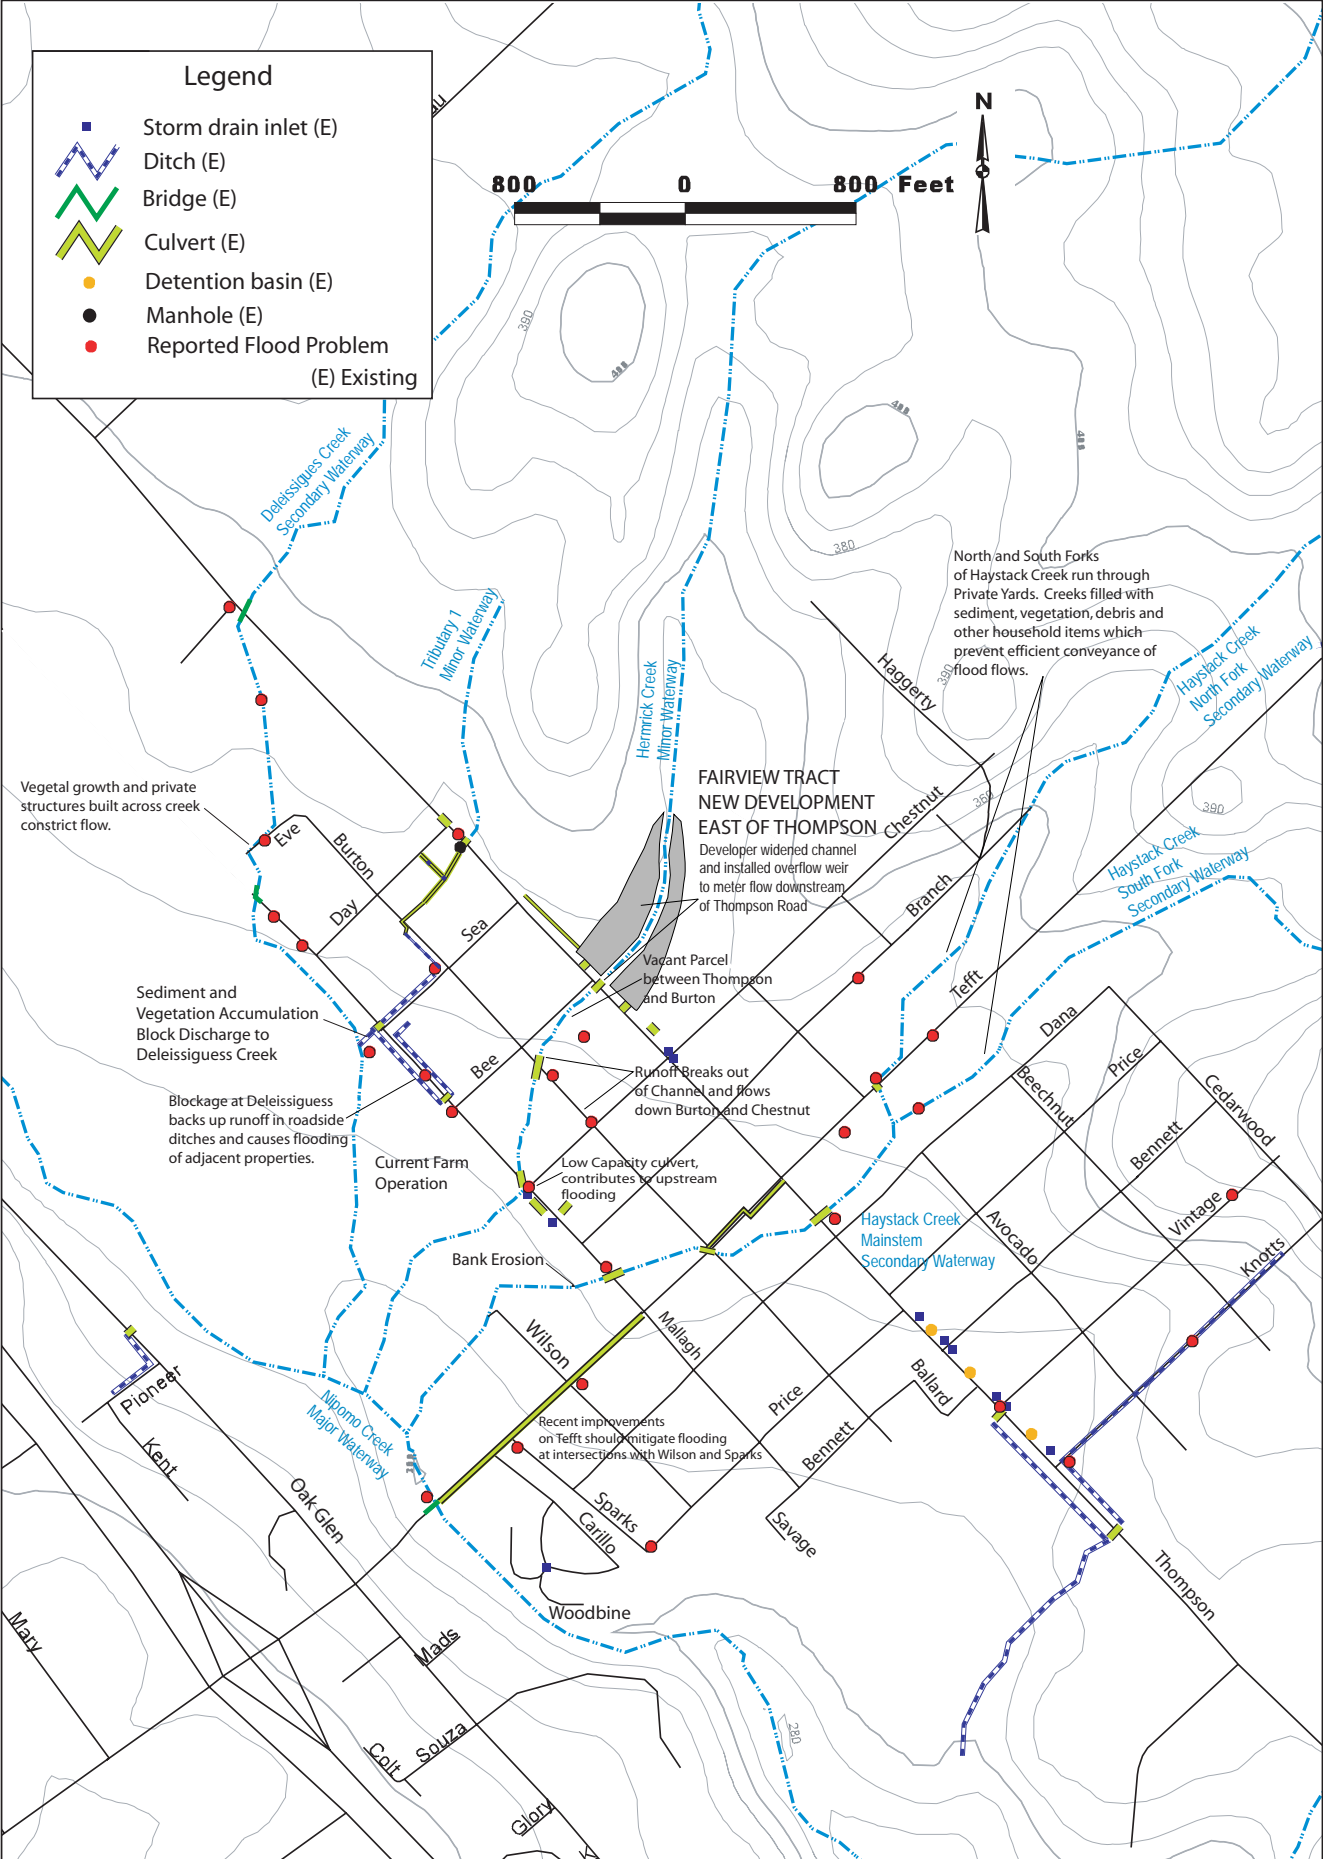 Legend
Storm drain inlet (E)
Ditch (E)
Bridge (E)
Culvert (E)
Detention basin (E)
Manhole (E)
Reported Flood Problem
(E) Existing
N
800 0 800 Feet
390
380
390
360
390
280
Deleissigues Creek
Secondary Waterway
Tributary 1
Minor Waterway
Hermrick Creek
Minor Waterway
North and South Forks
of Haystack Creek run through
Private Yards. Creeks filled with
sediment, vegetation, debris and
other household items which
prevent efficient conveyance of
flood flows.
Haystack Creek
North Fork
Secondary Waterway
Haystack Creek
South Fork
Secondary Waterway
Haggerty
Chestnut
Branch
Tefft
Dana
Price
Beechnut
Cedarwood
Bennett
Vintage
Knotts
Avocado
FAIRVIEW TRACT
NEW DEVELOPMENT
EAST OF THOMPSON
Developer widened channel
and installed overflow weir
to meter flow downstream
of Thompson Road
Vegetal growth and private
structures built across creek
constrict flow.
Eve
Burton
Day
Sea
Bee
Vacant Parcel
between Thompson
and Burton
Sediment and
Vegetation Accumulation
Block Discharge to
Deleissiguess Creek
Runoff Breaks out
of Channel and flows
down Burton and Chestnut
Blockage at Deleissiguess
backs up runoff in roadside
ditches and causes flooding
of adjacent properties.
Current Farm
Operation
Low Capacity culvert,
contributes to upstream
flooding
Haystack Creek
Mainstem
Secondary Waterway
Bank Erosion
Wilson
Mallagh
Ballard
Price
Bennett
Savage
Recent improvements
on Tefft should mitigate flooding
at intersections with Wilson and Sparks
Nipomo Creek
Major Waterway
Pioneer
Kent
Oak Glen
Sparks
Carillo
Woodbine
Thompson
Mary
Mads
Souza
Colt
Glory